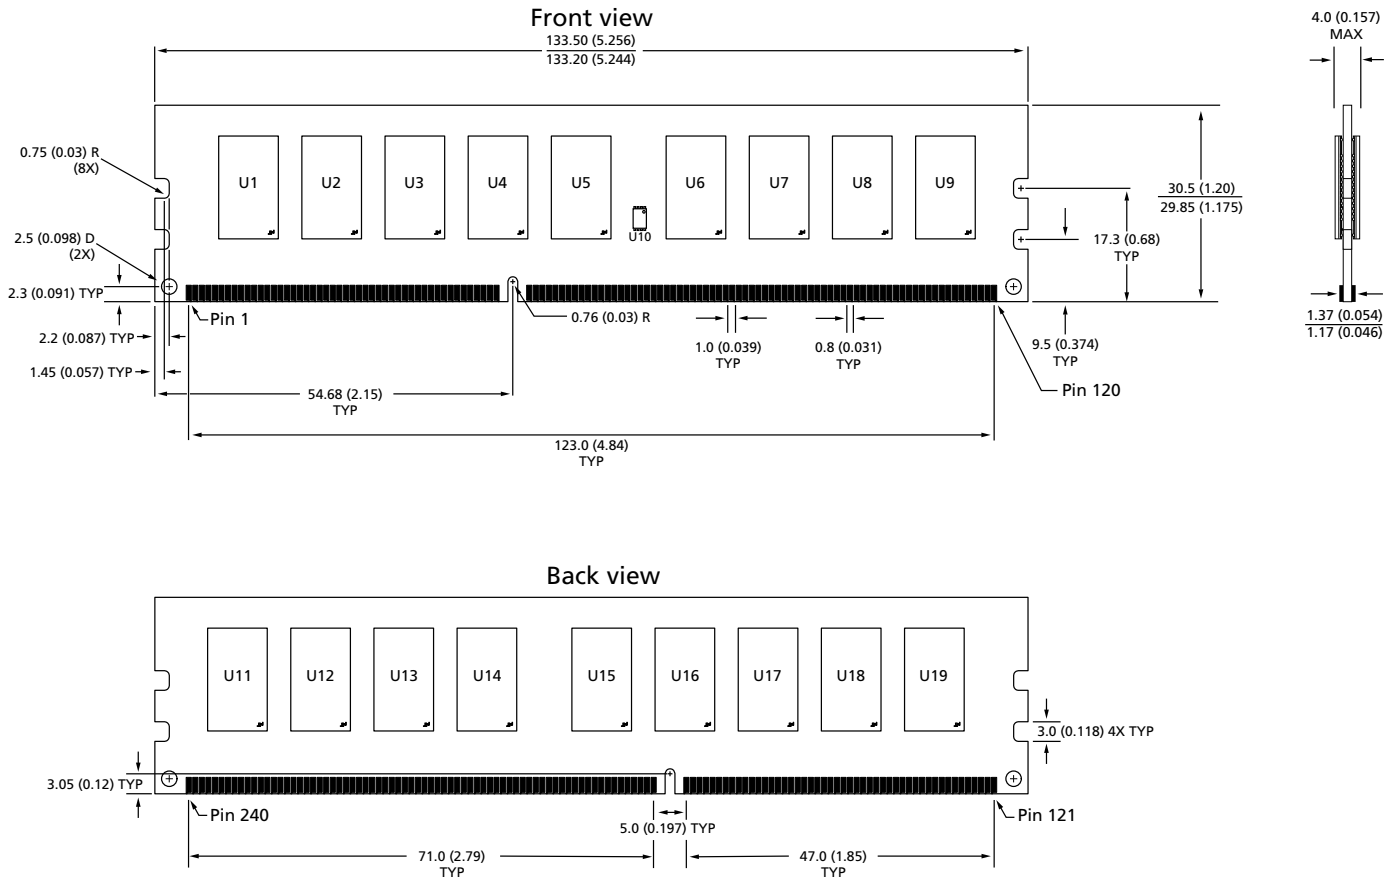 Front view
133.50 (5.256)
133.20 (5.244)
4.0 (0.157)
MAX
0.75 (0.03) R
(8X)
U1
U2
U3
U4
U5
U6
U7
U8
U9
U10
30.5 (1.20)
29.85 (1.175)
17.3 (0.68)
TYP
2.5 (0.098) D
(2X)
2.3 (0.091) TYP
Pin 1
0.76 (0.03) R
2.2 (0.087) TYP
1.0 (0.039)
TYP
0.8 (0.031)
TYP
9.5 (0.374)
TYP
1.37 (0.054)
1.17 (0.046)
1.45 (0.057) TYP
54.68 (2.15)
TYP
Pin 120
123.0 (4.84)
TYP
Back view
U11
U12
U13
U14
U15
U16
U17
U18
U19
3.0 (0.118) 4X TYP
3.05 (0.12) TYP
Pin 240
5.0 (0.197) TYP
Pin 121
71.0 (2.79)
TYP
47.0 (1.85)
TYP